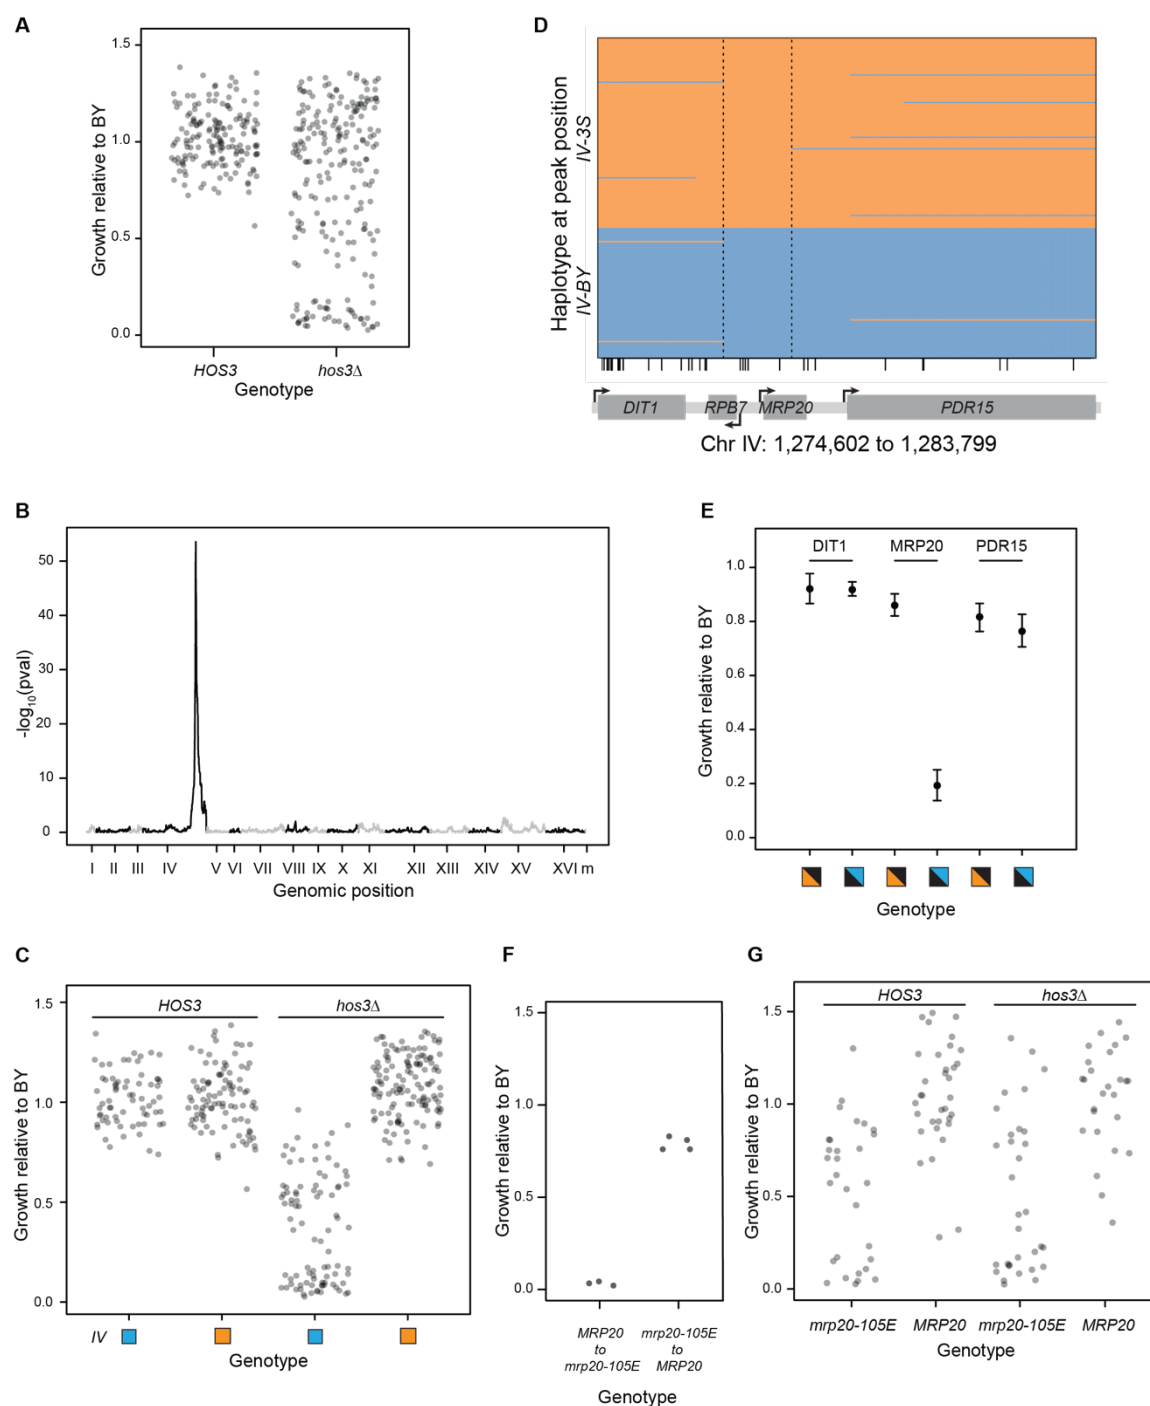 A
1.5
1.0
0.5
0.0
Growth relative to BY
HOS3
hos3Δ
Genotype
D
Haplotype at peak position
IV-3S
IV-BY
DIT1
RPB7
MRP20
PDR15
Chr IV: 1,274,602 to 1,283,799
B
50
40
30
20
10
0
-log10(pval)
I II III IV V VI VII VIII IX X XI XII XIII XIV XV XVI m
Genomic position
E
DIT1 MRP20 PDR15
1.0
0.8
0.6
0.4
0.2
0.0
Growth relative to BY
Genotype
C
HOS3 hos3Δ
1.5
1.0
0.5
0.0
Growth relative to BY
IV
Genotype
F
1.5
1.0
0.5
0.0
Growth relative to BY
MRP20
to
mrp20-105E
mrp20-105E
to
MRP20
Genotype
G
HOS3 hos3Δ
1.5
1.0
0.5
0.0
Growth relative to BY
mrp20-105E MRP20 mrp20-105E MRP20
Genotype